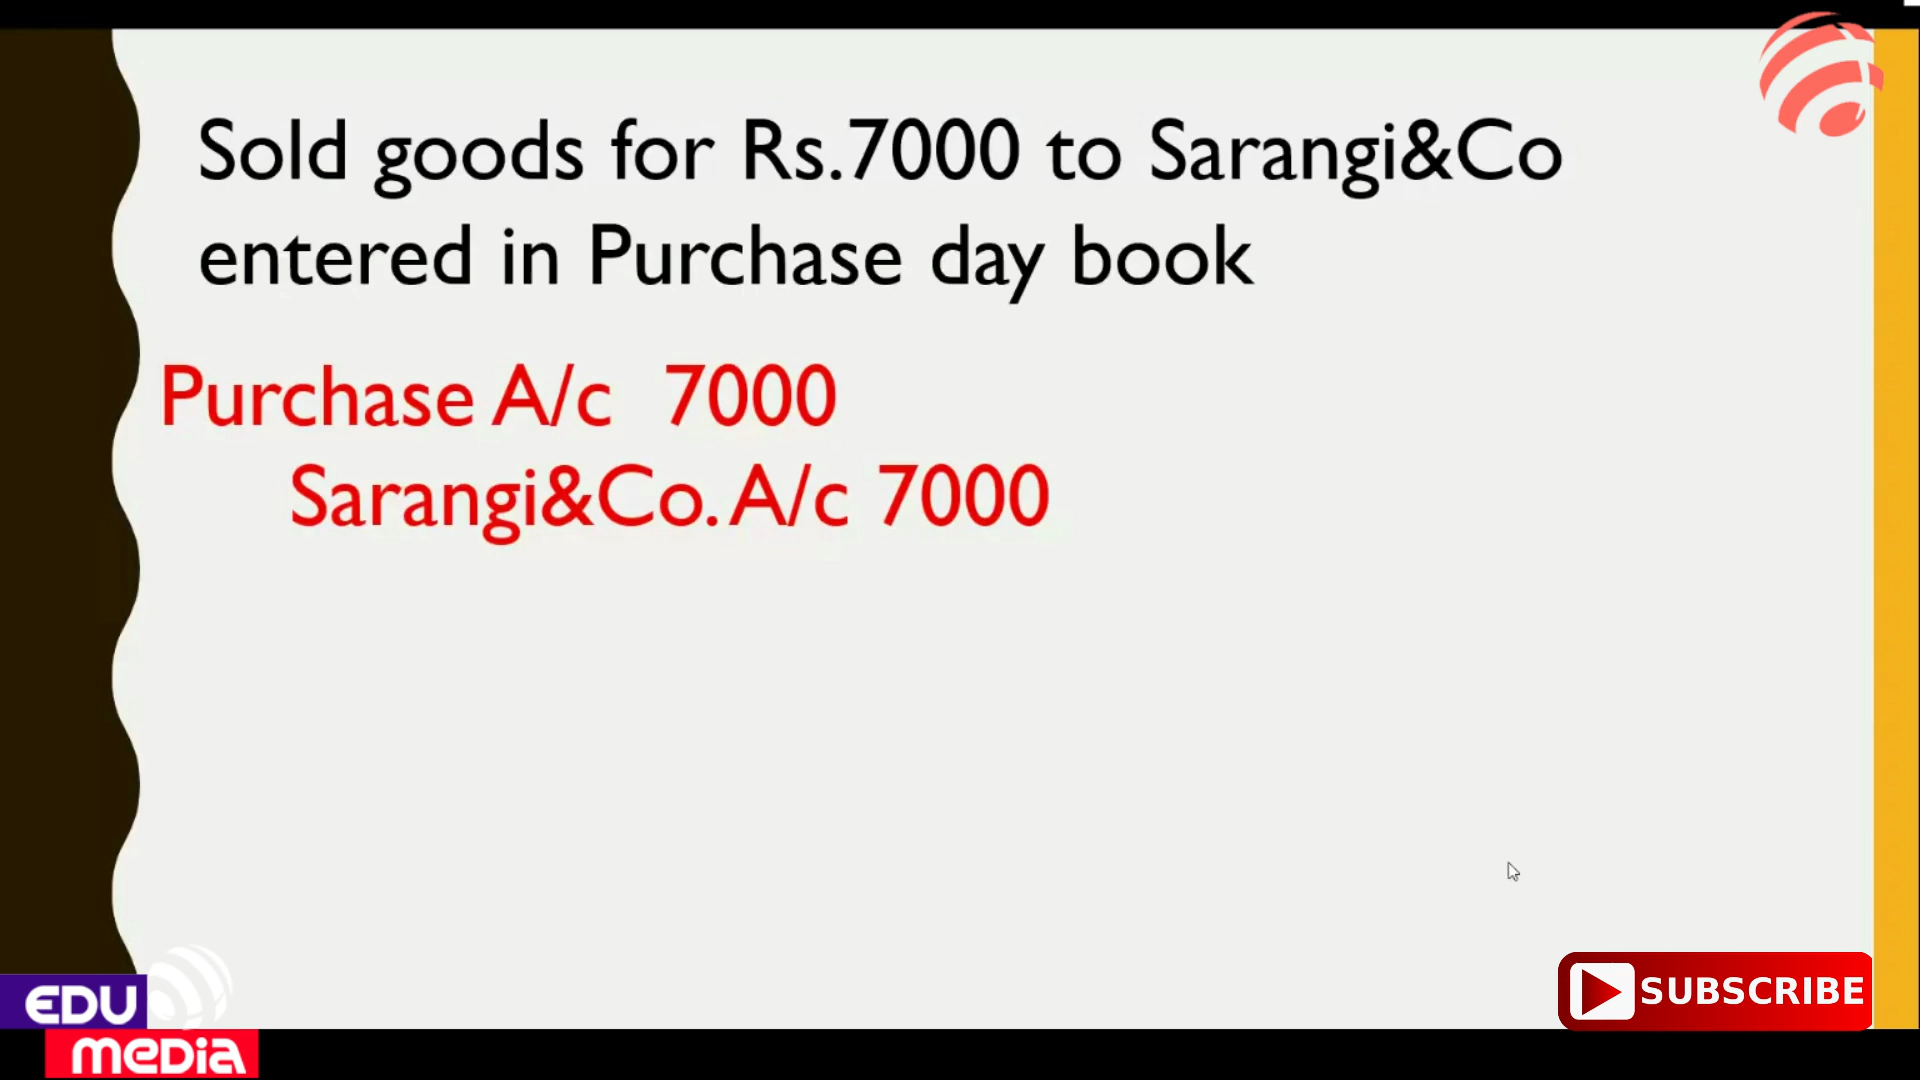 Sold goods for Rs.7000 to Sarangi&Co
entered in Purchase day book
Purchase A/c 7000
Sarangi&Co. A/c 7000
SUBSCRIBE
EDU
meDia